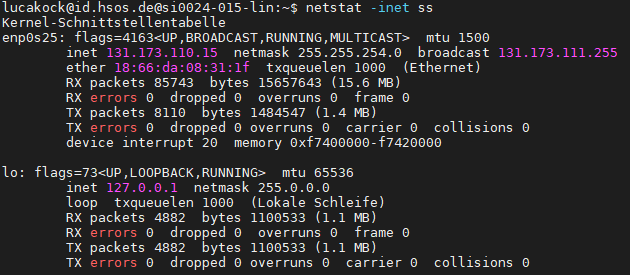 lucakock@id.hsos.de@si0024-015-lin:~$ netstat -inet ss
Kernel-Schnittstellentabelle
enp0s25: flags=4163<UP,BROADCAST,RUNNING,MULTICAST>  mtu 1500
        inet 131.173.110.15  netmask 255.255.254.0  broadcast 131.173.111.255
        ether 18:66:da:08:31:1f  txqueuelen 1000  (Ethernet)
        RX packets 85743  bytes 15657643 (15.6 MB)
        RX errors 0  dropped 0  overruns 0  frame 0
        TX packets 8110  bytes 1484547 (1.4 MB)
        TX errors 0  dropped 0 overruns 0  carrier 0  collisions 0
        device interrupt 20  memory 0xf7400000-f7420000

lo: flags=73<UP,LOOPBACK,RUNNING>  mtu 65536
        inet 127.0.0.1  netmask 255.0.0.0
        loop  txqueuelen 1000  (Lokale Schleife)
        RX packets 4882  bytes 1100533 (1.1 MB)
        RX errors 0  dropped 0  overruns 0  frame 0
        TX packets 4882  bytes 1100533 (1.1 MB)
        TX errors 0  dropped 0 overruns 0  carrier 0  collisions 0